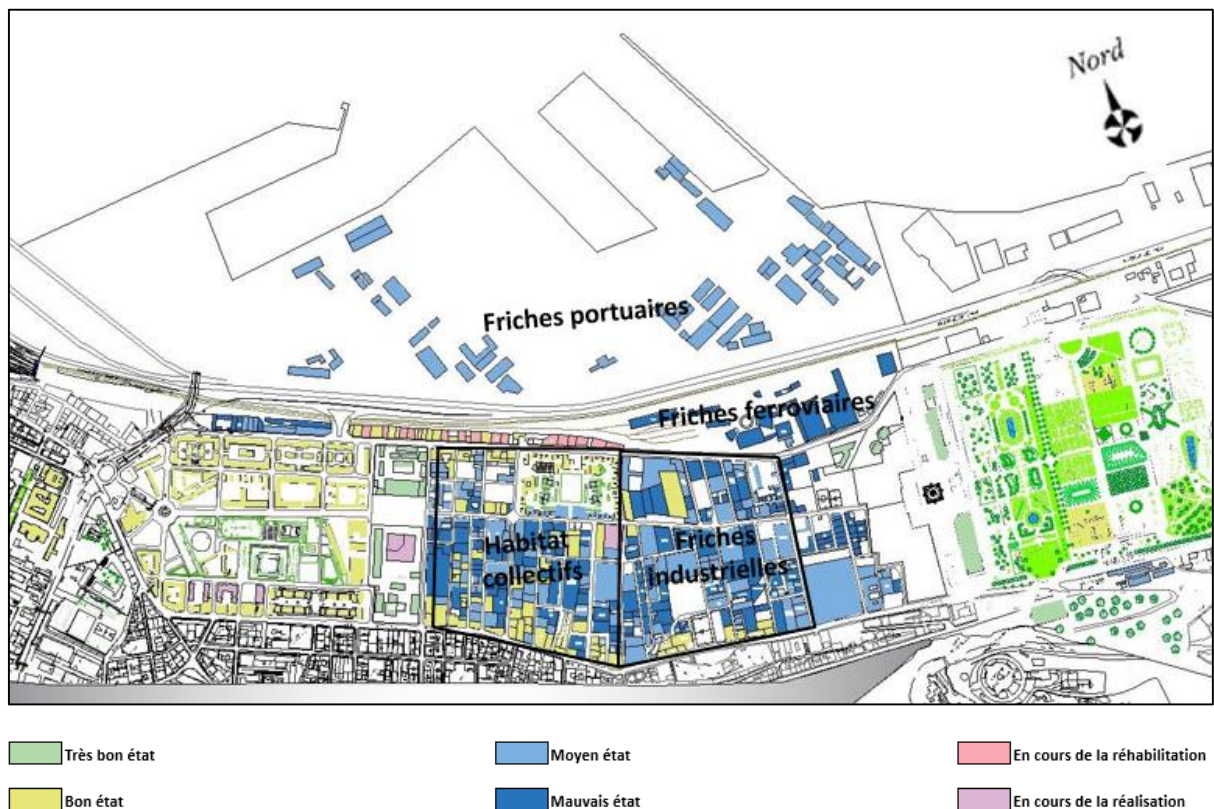 Nord
Friches portuaires
Friches ferroviaires
Habitat
collectifs
Friches
industrielles
Très bon état
Moyen état
En cours de la réhabilitation
Bon état
Mauvais état
En cours de la réalisation